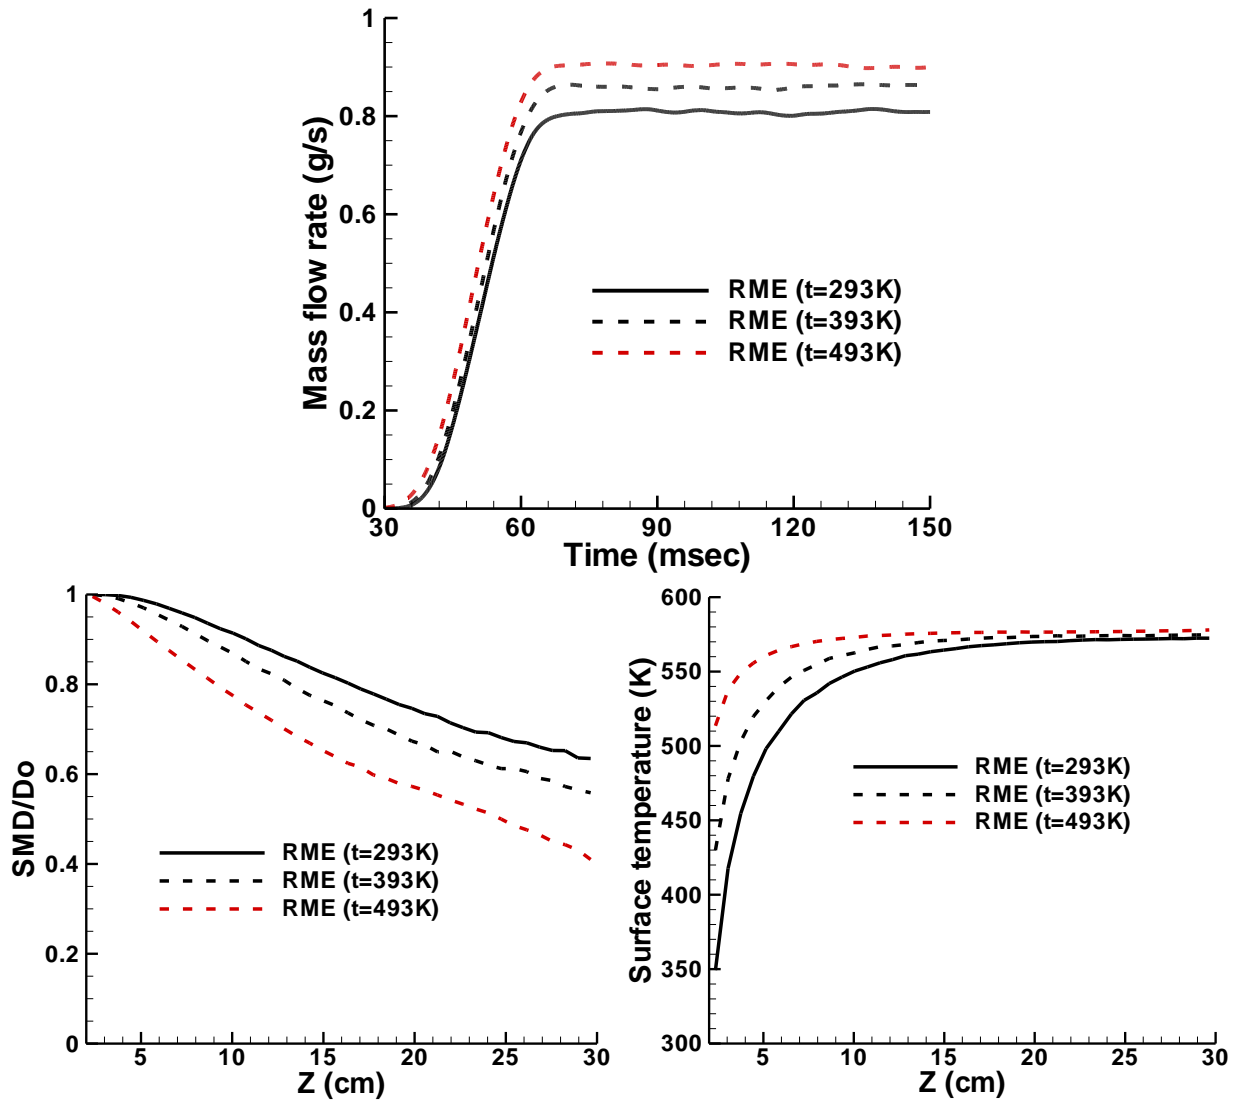 Mass flow rate (g/s)
1
0.8
0.6
0.4
0.2
0
30
60
90
120
150
Time (msec)
RME (t=293K)
RME (t=393K)
RME (t=493K)
SMD/Do
1
0.8
0.6
0.4
0.2
0
5
10
15
20
25
30
Z (cm)
RME (t=293K)
RME (t=393K)
RME (t=493K)
Surface temperature (K)
600
550
500
450
400
350
300
5
10
15
20
25
30
Z (cm)
RME (t=293K)
RME (t=393K)
RME (t=493K)